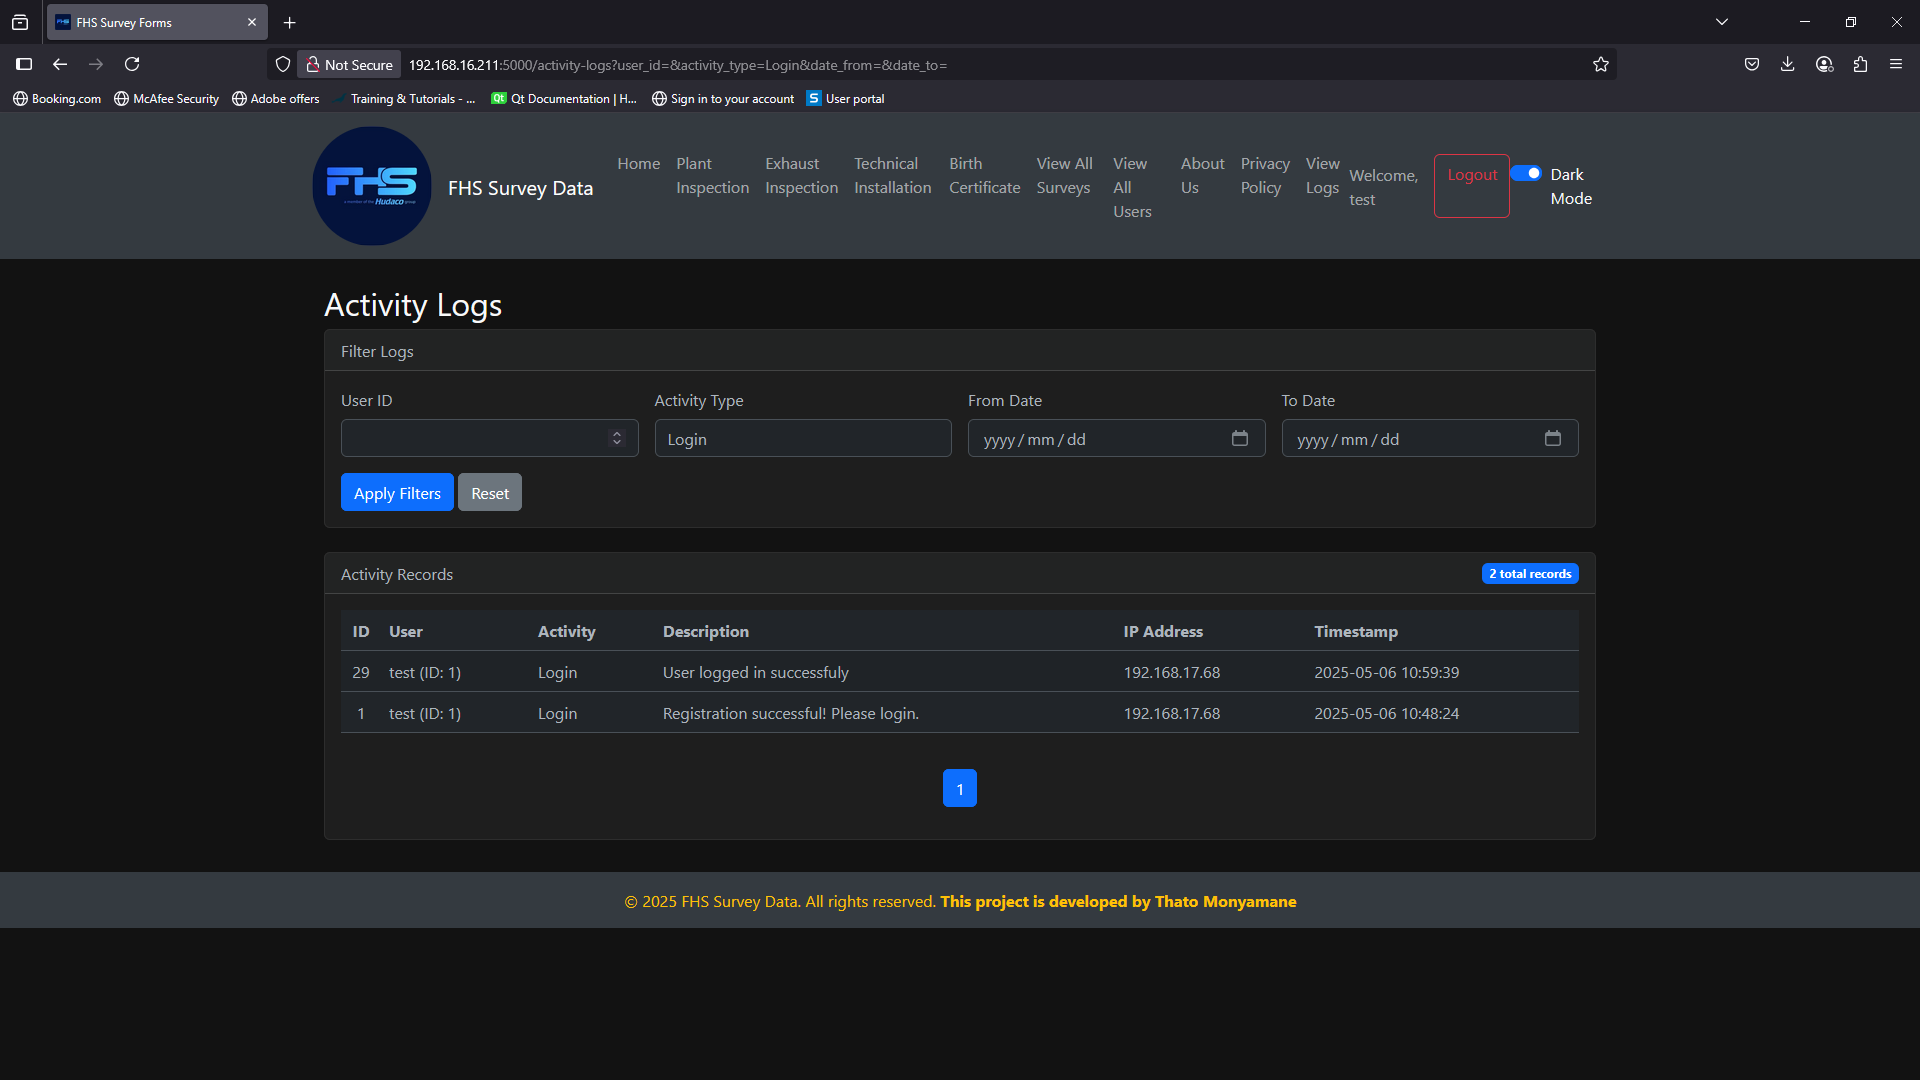 FHS Survey Forms
Not Secure
192.168.16.211:5000/activity-logs?user_id=&activity_type=Login&date_from=&date_to=
Booking.com McAfee Security Adobe offers Training & Tutorials - ... Qt Qt Documentation | H... Sign in to your account S User portal
FHS
a member of the Hudaco group
FHS Survey Data
Home
Plant
Inspection
Exhaust
Inspection
Technical
Installation
Birth
Certificate
View All
Surveys
View
All
Users
About
Us
Privacy
Policy
View
Logs
Welcome,
test
Logout
Dark
Mode
Activity Logs
Filter Logs
User ID Activity Type From Date To Date
Login yyyy/mm/dd yyyy/mm/dd
Apply Filters Reset
Activity Records 2 total records
ID User Activity Description IP Address Timestamp
29 test (ID: 1) Login User logged in successfuly 192.168.17.68 2025-05-06 10:59:39
1 test (ID: 1) Login Registration successful! Please login. 192.168.17.68 2025-05-06 10:48:24
1
© 2025 FHS Survey Data. All rights reserved. This project is developed by Thato Monyamane